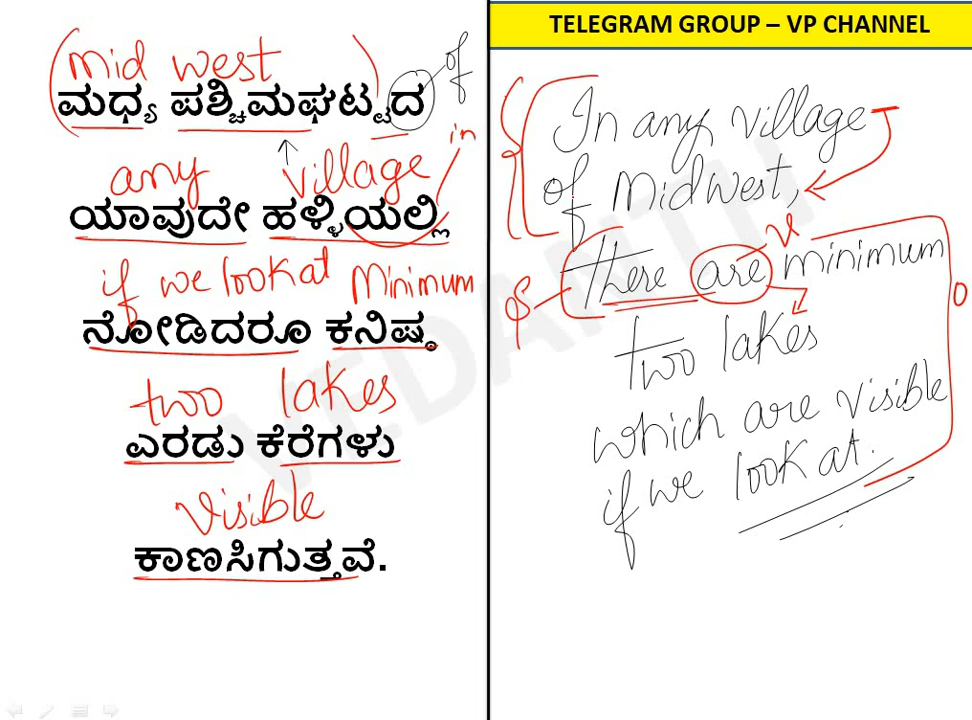 TELEGRAM GROUP – VP CHANNEL
(Mid west) of
ಮಧ್ಯ ಪಶ್ಚಿಮಘಟ್ಟದ
any village in
ಯಾವುದೇ ಹಳ್ಳಿಯಲ್ಲಿ
if we look at Minimum
ನೋಡಿದರೂ ಕನಿಷ್ಠ
two lakes
ಎರಡು ಕೆರೆಗಳು
visible
ಕಾಣಸಿಗುತ್ತವೆ.
In any village
of Midwest,
V
S There are minimum O
two lakes
which are visible
if we look at.
VEDANTH